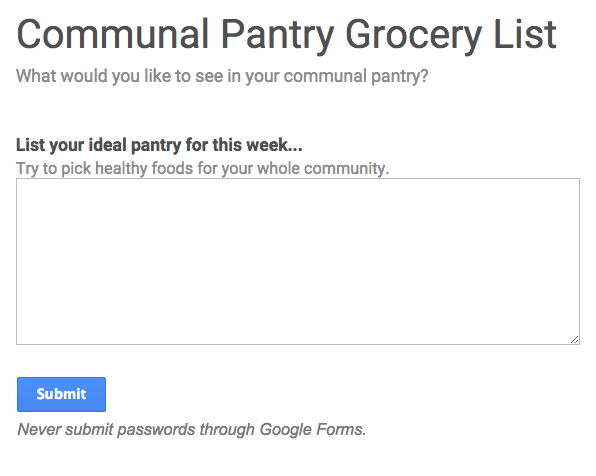 Communal Pantry Grocery List
What would you like to see in your communal pantry?
List your ideal pantry for this week...
Try to pick healthy foods for your whole community.
Submit
Never submit passwords through Google Forms.